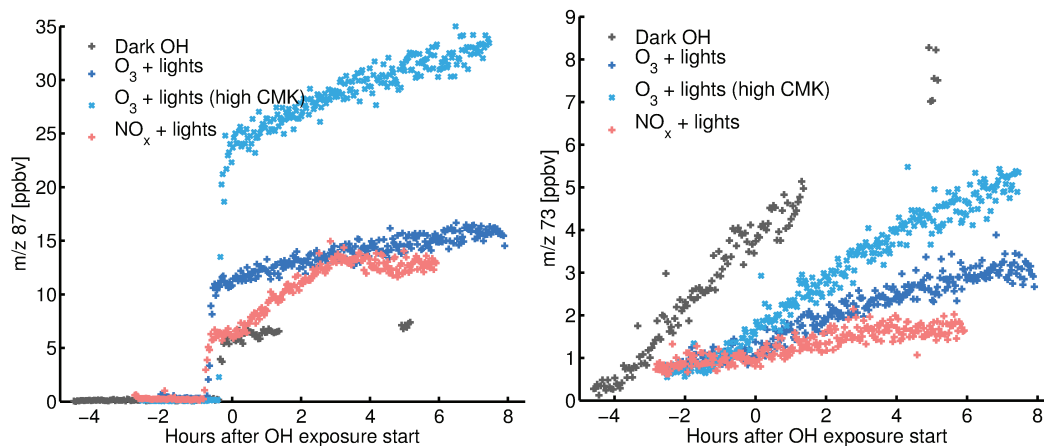 35
30
25
20
15
10
5
0
m/z 87 [ppbv]
Dark OH
O3 + lights
O3 + lights (high CMK)
NOx + lights
−4 −2 0 2 4 6 8
Hours after OH exposure start
9
8
7
6
5
4
3
2
1
0
m/z 73 [ppbv]
Dark OH
O3 + lights
O3 + lights (high CMK)
NOx + lights
−4 −2 0 2 4 6 8
Hours after OH exposure start